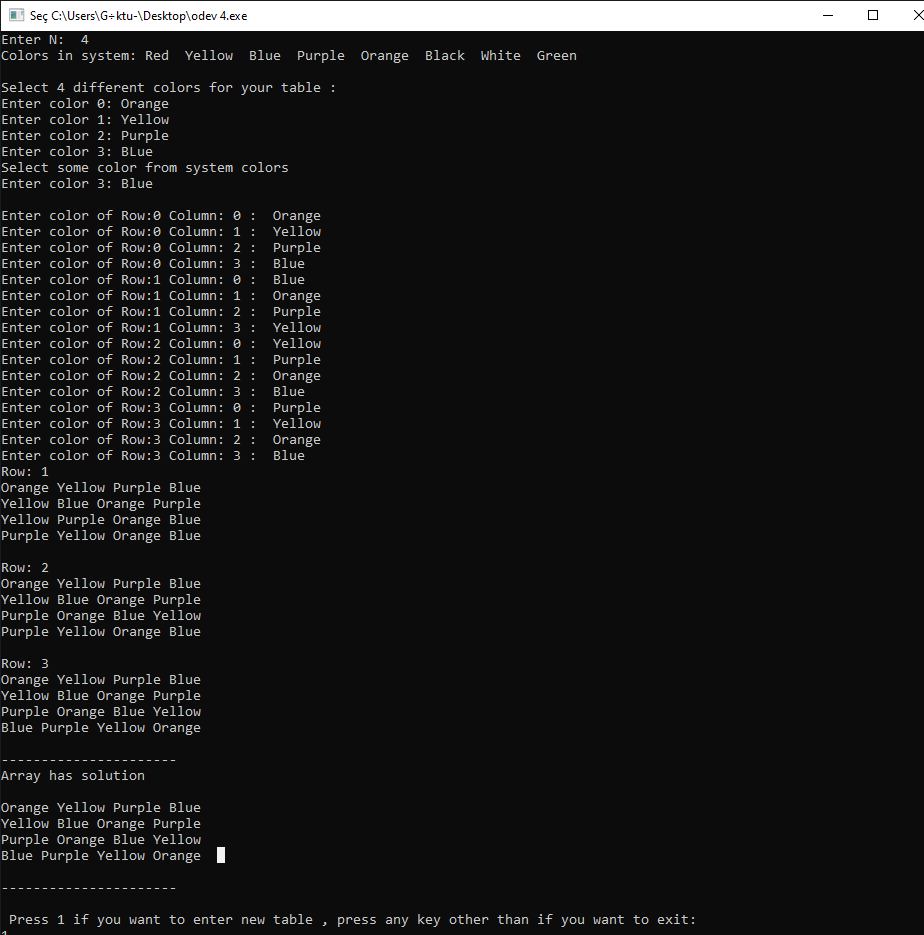 Seç C:\Users\G÷ktu-\Desktop\odev 4.exe
Enter N:  4
Colors in system: Red  Yellow  Blue  Purple  Orange  Black  White  Green
Select 4 different colors for your table :
Enter color 0: Orange
Enter color 1: Yellow
Enter color 2: Purple
Enter color 3: BLue
Select some color from system colors
Enter color 3: Blue
Enter color of Row:0 Column: 0 :  Orange
Enter color of Row:0 Column: 1 :  Yellow
Enter color of Row:0 Column: 2 :  Purple
Enter color of Row:0 Column: 3 :  Blue
Enter color of Row:1 Column: 0 :  Blue
Enter color of Row:1 Column: 1 :  Orange
Enter color of Row:1 Column: 2 :  Purple
Enter color of Row:1 Column: 3 :  Yellow
Enter color of Row:2 Column: 0 :  Yellow
Enter color of Row:2 Column: 1 :  Purple
Enter color of Row:2 Column: 2 :  Orange
Enter color of Row:2 Column: 3 :  Blue
Enter color of Row:3 Column: 0 :  Purple
Enter color of Row:3 Column: 1 :  Yellow
Enter color of Row:3 Column: 2 :  Orange
Enter color of Row:3 Column: 3 :  Blue
Row: 1
Orange Yellow Purple Blue
Yellow Blue Orange Purple
Yellow Purple Orange Blue
Purple Yellow Orange Blue
Row: 2
Orange Yellow Purple Blue
Yellow Blue Orange Purple
Purple Orange Blue Yellow
Purple Yellow Orange Blue
Row: 3
Orange Yellow Purple Blue
Yellow Blue Orange Purple
Purple Orange Blue Yellow
Blue Purple Yellow Orange
----------------------
Array has solution
Orange Yellow Purple Blue
Yellow Blue Orange Purple
Purple Orange Blue Yellow
Blue Purple Yellow Orange
----------------------
Press 1 if you want to enter new table , press any key other than if you want to exit: